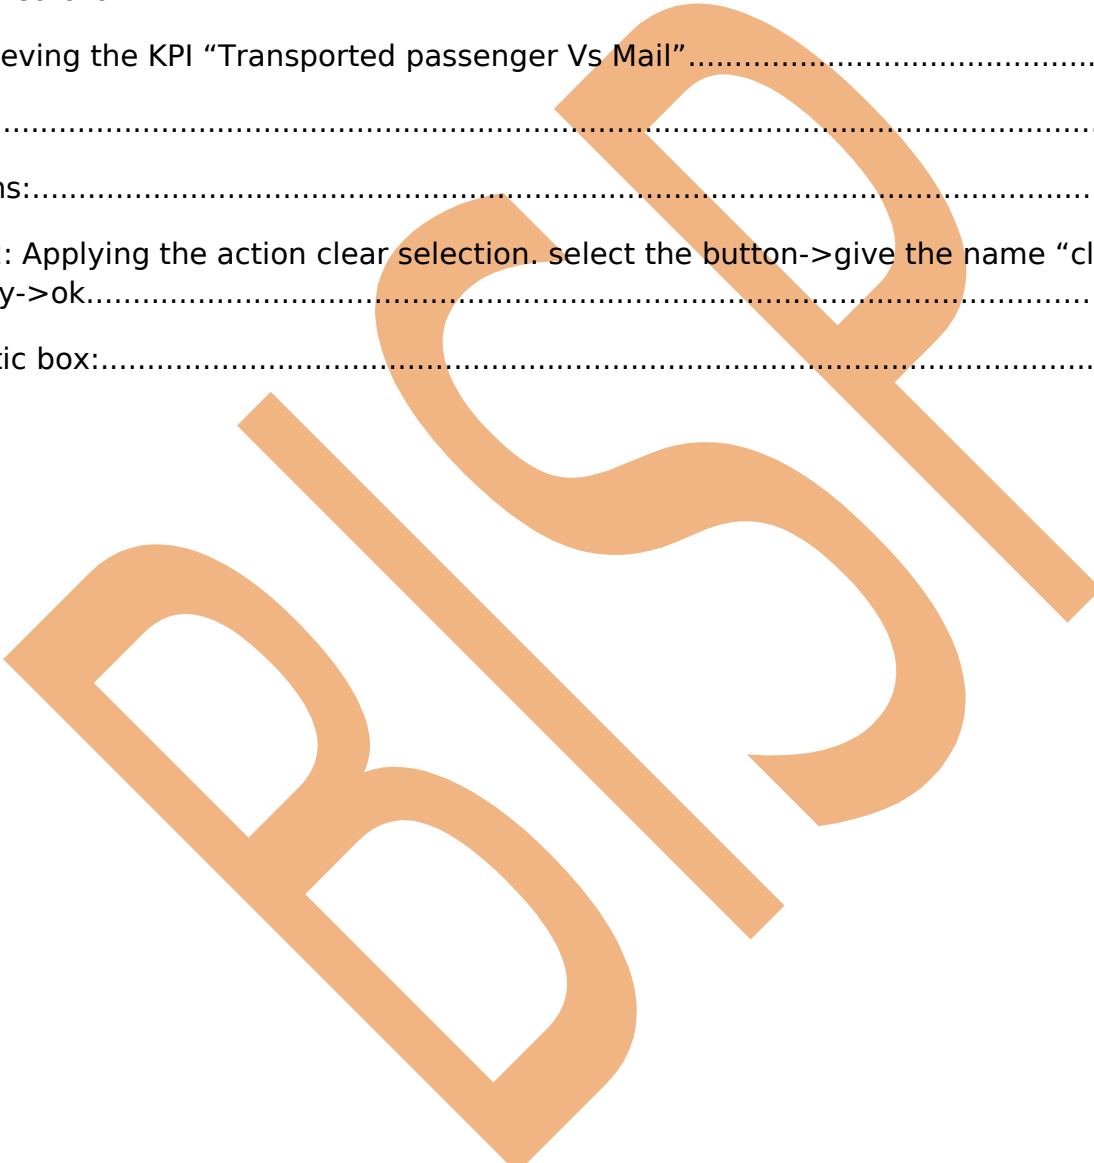 eving the KPI “Transported passenger Vs Mail”........................................
........................................................................................................................
ns:....................................................................................................................
: Applying the action clear selection. select the button->give the name “cl
y->ok.............................................................................................................
tic box:...........................................................................................................
BISP